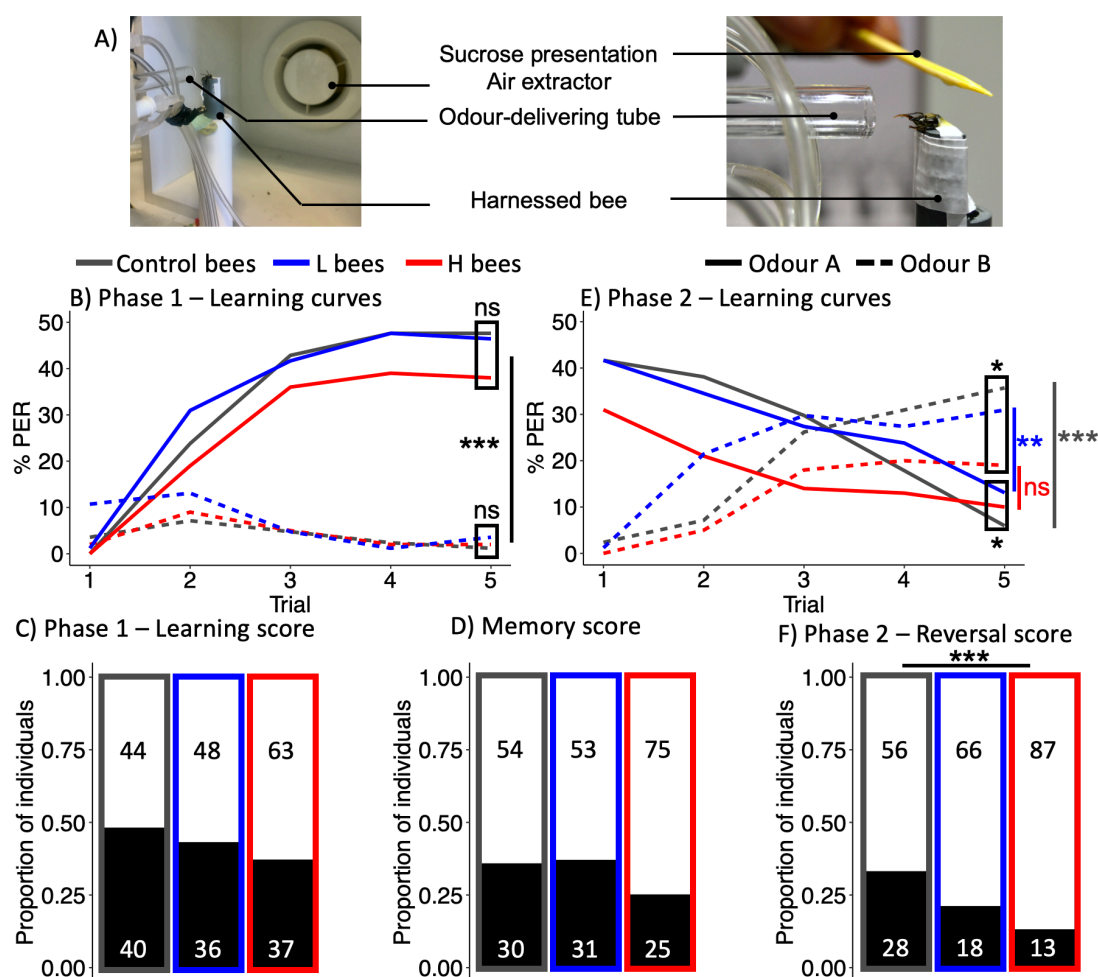 A)
Sucrose presentation
Air extractor
Odour-delivering tube
Harnessed bee
Control bees L bees H bees Odour A Odour B
B) Phase 1 – Learning curves
% PER
50
40
30
20
10
0
1 2 3 4 5
Trial
ns
***
ns
E) Phase 2 – Learning curves
% PER
50
40
30
20
10
0
1 2 3 4 5
Trial
*
**
***
ns
*
C) Phase 1 – Learning score
Proportion of individuals
1.00
0.75
0.50
0.25
0.00
44 48 63
40 36 37
D) Memory score
Proportion of individuals
1.00
0.75
0.50
0.25
0.00
54 53 75
30 31 25
F) Phase 2 – Reversal score
***
Proportion of individuals
1.00
0.75
0.50
0.25
0.00
56 66 87
28 18 13